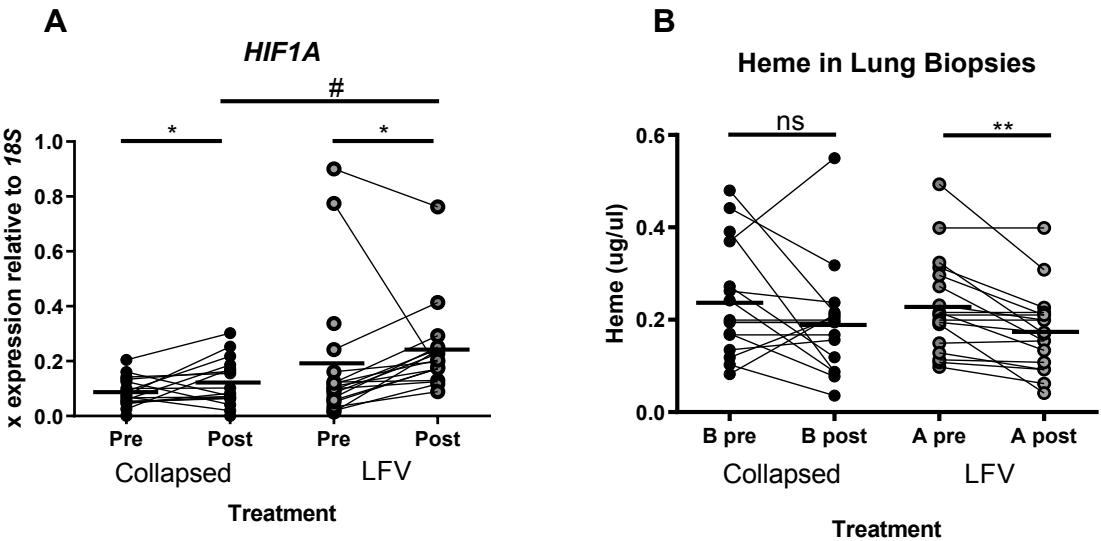 A
HIF1A
#
* *
x expression relative to 18S
1.0
0.8
0.6
0.4
0.2
0.0
Pre Post Pre Post
Collapsed LFV
Treatment
B
Heme in Lung Biopsies
ns **
Heme (ug/ul)
0.6
0.4
0.2
0.0
B pre B post A pre A post
Collapsed LFV
Treatment